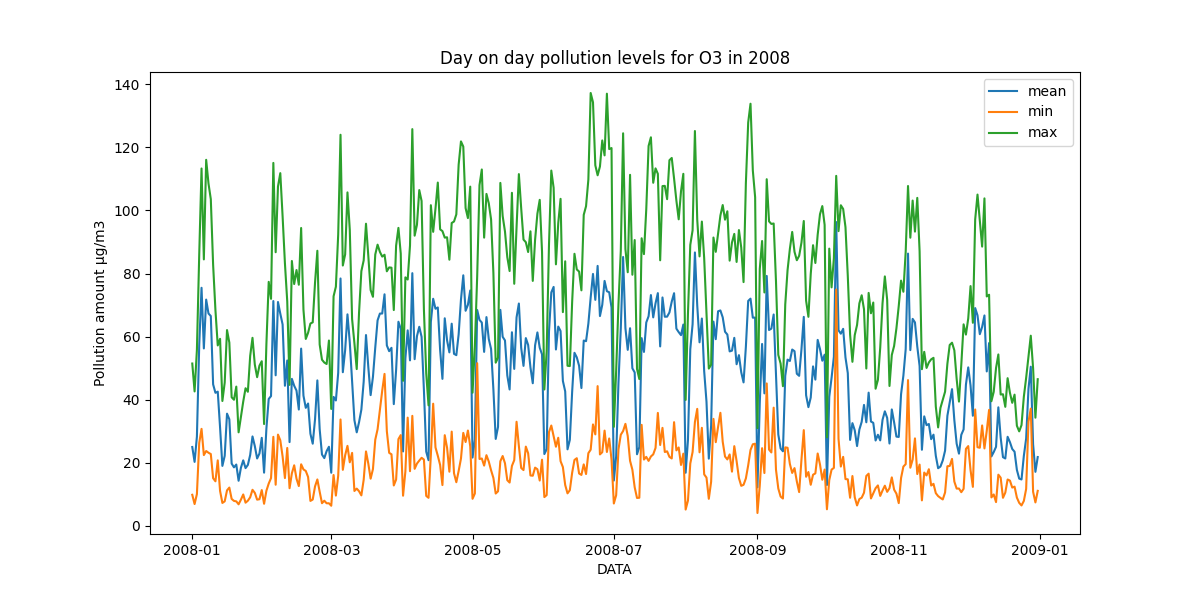 Day on day pollution levels for O3 in 2008
mean
min
max
Pollution amount µg/m3
140
120
100
80
60
40
20
0
2008-01
2008-03
2008-05
2008-07
2008-09
2008-11
2009-01
DATA